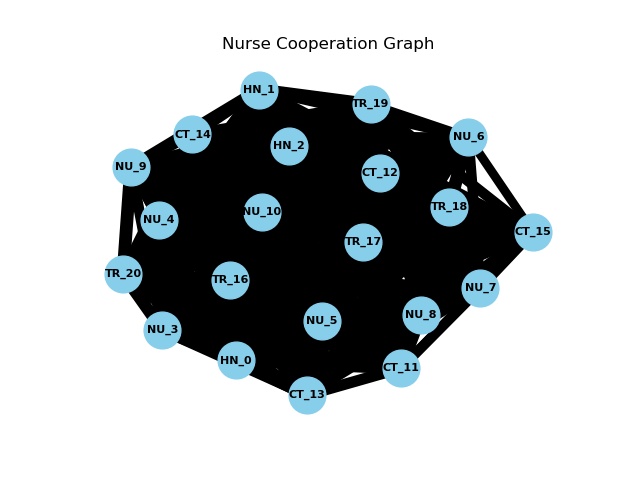 Nurse Cooperation Graph
HN_1
TR_19
CT_14
NU_6
HN_2
NU_9
CT_12
TR_18
NU_10
NU_4
CT_15
TR_17
TR_20
TR_16
NU_7
NU_8
NU_5
NU_3
HN_0
CT_11
CT_13